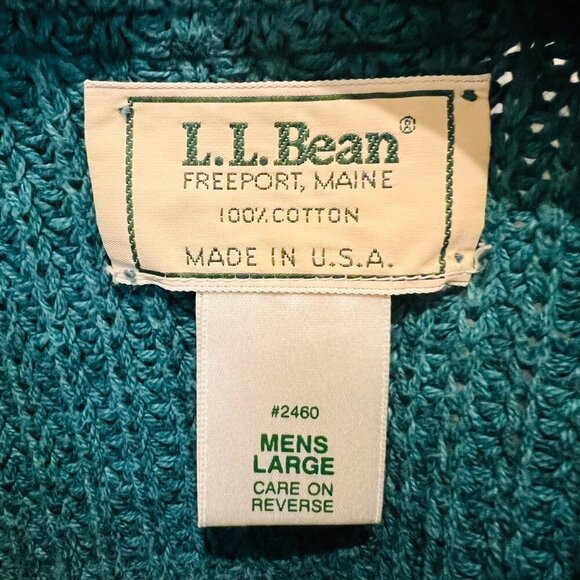 L.L.Bean®
FREEPORT, MAINE
100% COTTON
MADE IN U.S.A.
#2460
MENS
LARGE
CARE ON
REVERSE